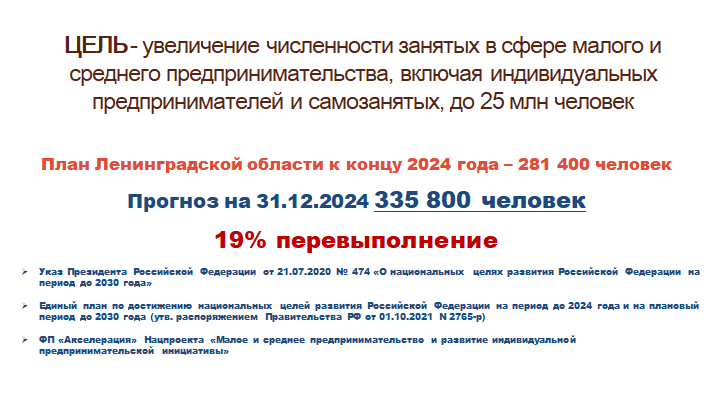 ЦЕЛЬ - увеличение численности занятых в сфере малого и
среднего предпринимательства, включая индивидуальных
предпринимателей и самозанятых, до 25 млн человек
План Ленинградской области к концу 2024 года – 281 400 человек
Прогноз на 31.12.2024 335 800 человек
19% перевыполнение
➢ Указ Президента Российской Федерации от 21.07.2020 № 474 «О национальных целях развития Российской Федерации на
период до 2030 года»
➢ Единый план по достижению национальных целей развития Российской Федерации на период до 2024 года и на плановый
период до 2030 года (утв. распоряжением Правительства РФ от 01.10.2021 N 2765-р)
➢ ФП «Акселерация» Нацпроекта «Малое и среднее предпринимательство и развитие индивидуальной
предпринимательской инициативы»